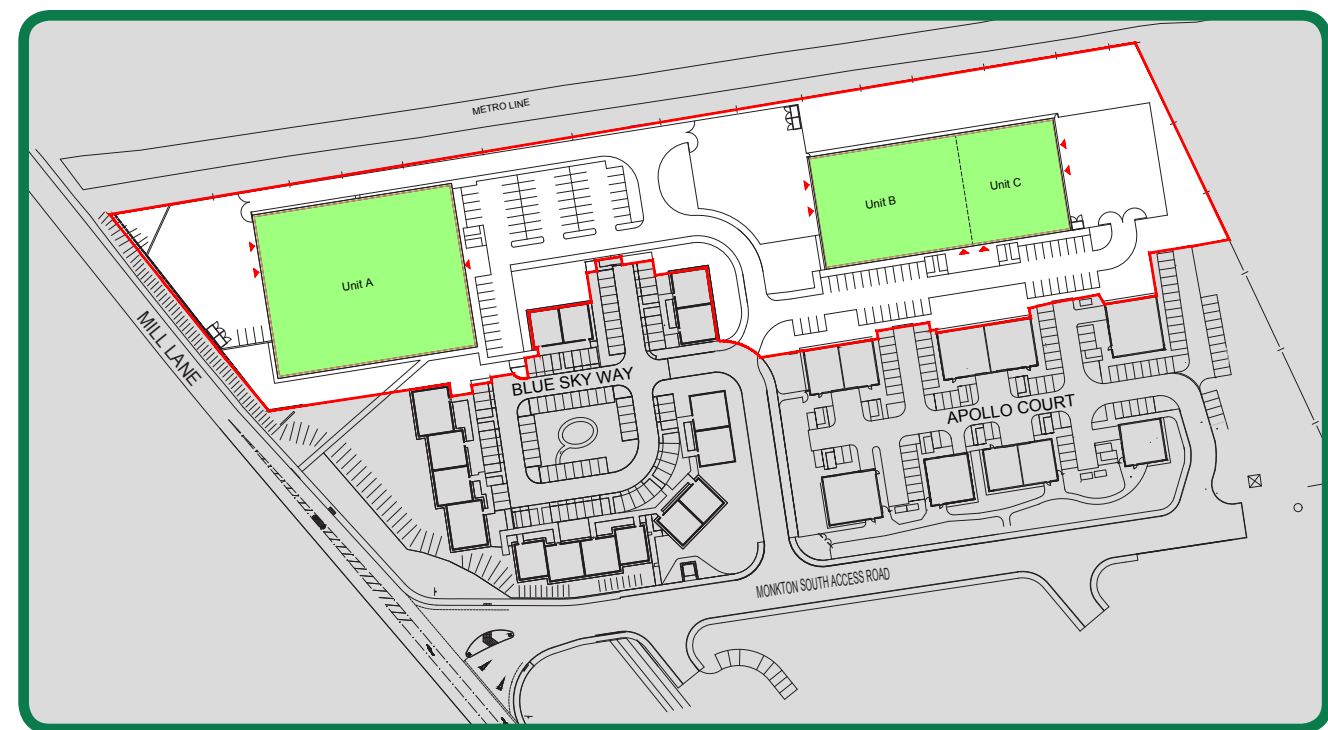 METRO LINE
Unit C
Unit B
Unit A
MILL LANE
BLUE SKY WAY
APOLLO COURT
MONKTON SOUTH ACCESS ROAD